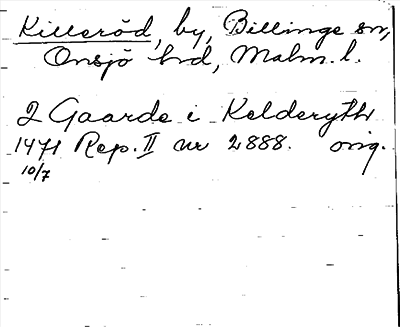 Killeröd, by, Billinge sn,
Onsjö hd, Malm. l.
2 Gaarde i Kelderyth
1471 Rep. II nr 2888. orig.
10/7